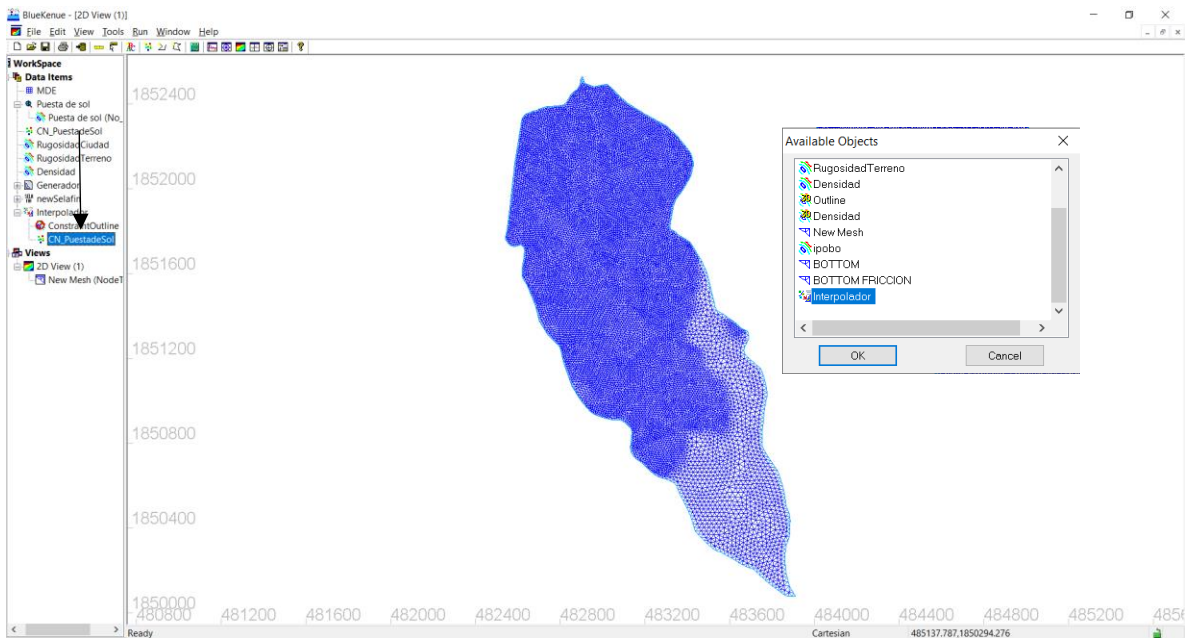 BlueKenue - [2D View (1)]
File Edit View Tools Run Window Help
WorkSpace
Data Items
MDE
Puesta de sol
Puesta de sol (No_
CN_PuestadeSol
RugosidadCiudad
RugosidadTerreno
Densidad
Generador
newSelafin
Interpolador
ConstraintOutline
CN_PuestadeSol
Views
2D View (1)
New Mesh (NodeT
1852400
1852000
1851600
1851200
1850800
1850400
1850000
480800 481200 481600 482000 482400 482800 483200 483600 484000 484400 484800 485200 485
Available Objects
RugosidadTerreno
Densidad
Outline
Densidad
New Mesh
ipobo
BOTTOM
BOTTOM FRICCION
Interpolador
OK Cancel
Ready Cartesian 485137.787,1850294.276